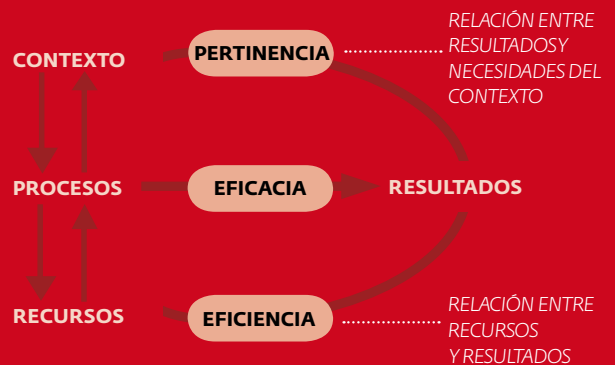 CONTEXTO
PERTINENCIA
RELACIÓN ENTRE
RESULTADOS Y
NECESIDADES DEL
CONTEXTO
PROCESOS
EFICACIA
RESULTADOS
RECURSOS
EFICIENCIA
RELACIÓN ENTRE
RECURSOS
Y RESULTADOS